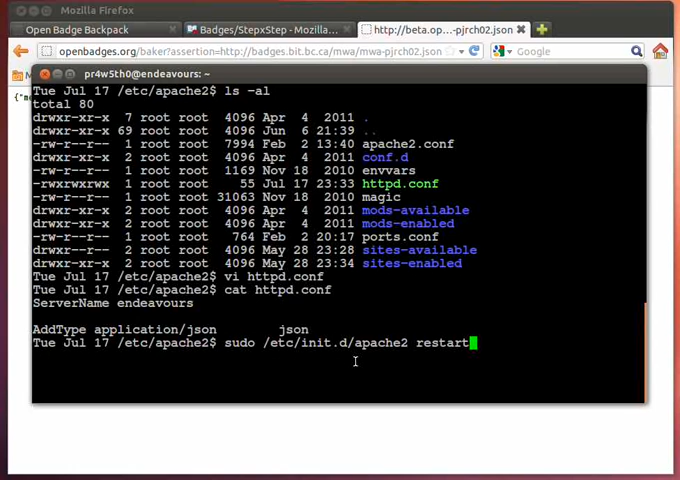 Mozilla Firefox
Open Badge Backpack
Badges/StepxStep - Mozilla...
http://beta.op...-pjrch02.json
openbadges.org/baker?assertion=http://badges.bit.bc.ca/mwa/mwa-pjrch02.json
Google
pr4w5th0@endeavours: ~
Tue Jul 17 /etc/apache2$ ls -al
total 80
drwxr-xr-x 7 root root 4096 Apr 4 2011 .
drwxr-xr-x 69 root root 4096 Jun 6 21:39 ..
-rw-r--r-- 1 root root 7994 Feb 2 13:40 apache2.conf
drwxr-xr-x 2 root root 4096 Apr 4 2011 conf.d
-rw-r--r-- 1 root root 1169 Nov 18 2010 envvars
-rwxrwxrwx 1 root root 55 Jul 17 23:33 httpd.conf
-rw-r--r-- 1 root root 31063 Nov 18 2010 magic
drwxr-xr-x 2 root root 4096 Apr 4 2011 mods-available
drwxr-xr-x 2 root root 4096 Apr 4 2011 mods-enabled
-rw-r--r-- 1 root root 764 Feb 2 20:17 ports.conf
drwxr-xr-x 2 root root 4096 May 28 23:28 sites-available
drwxr-xr-x 2 root root 4096 May 28 23:34 sites-enabled
Tue Jul 17 /etc/apache2$ vi httpd.conf
Tue Jul 17 /etc/apache2$ cat httpd.conf
ServerName endeavours
AddType application/json json
Tue Jul 17 /etc/apache2$ sudo /etc/init.d/apache2 restart